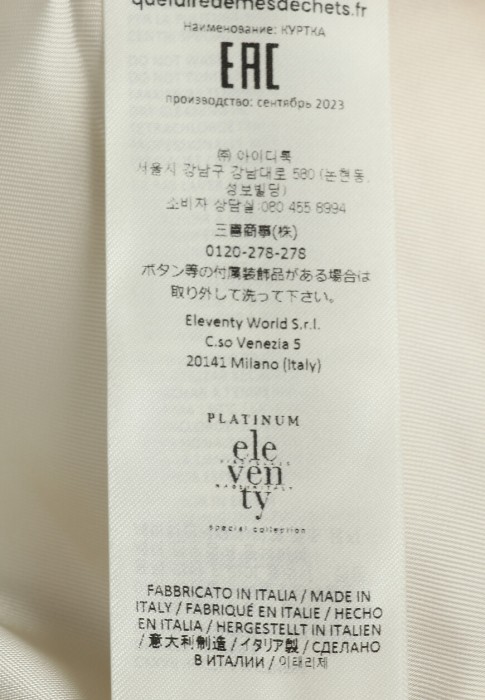 quefairedemesdechets.fr
Наименование: КУРТКА
EAC
производство: сентябрь 2023
㈜ 아이디룩
서울시 강남구 강남대로 580 (논현동,
성보빌딩)
소비자 상담실 :080 455 8994
三喜商事(株)
0120-278-278
ボタン等の付属装飾品がある場合は
取り外して洗って下さい。
Eleventy World S.r.l.
C.so Venezia 5
20141 Milano (Italy)
PLATINUM
ele
ven
ty
special collection
FABBRICATO IN ITALIA / MADE IN
ITALY / FABRIQUÉ EN ITALIE / HECHO
EN ITALIA / HERGESTELLT IN ITALIEN
/ 意大利制造 / イタリア製 / СДЕЛАНО
В ИТАЛИИ / 이태리제